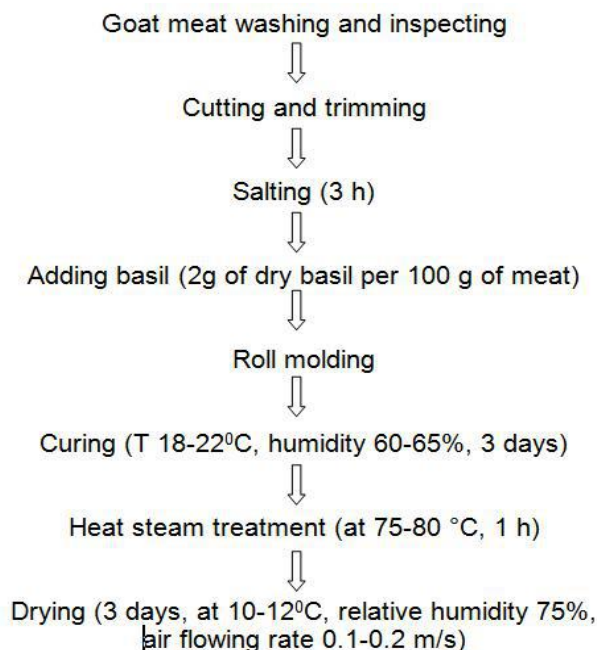 Goat meat washing and inspecting
Cutting and trimming
Salting (3 h)
Adding basil (2g of dry basil per 100 g of meat)
Roll molding
Curing (T 18-22⁰C, humidity 60-65%, 3 days)
Heat steam treatment (at 75-80 °C, 1 h)
Drying (3 days, at 10-12⁰C, relative humidity 75%,
air flowing rate 0.1-0.2 m/s)